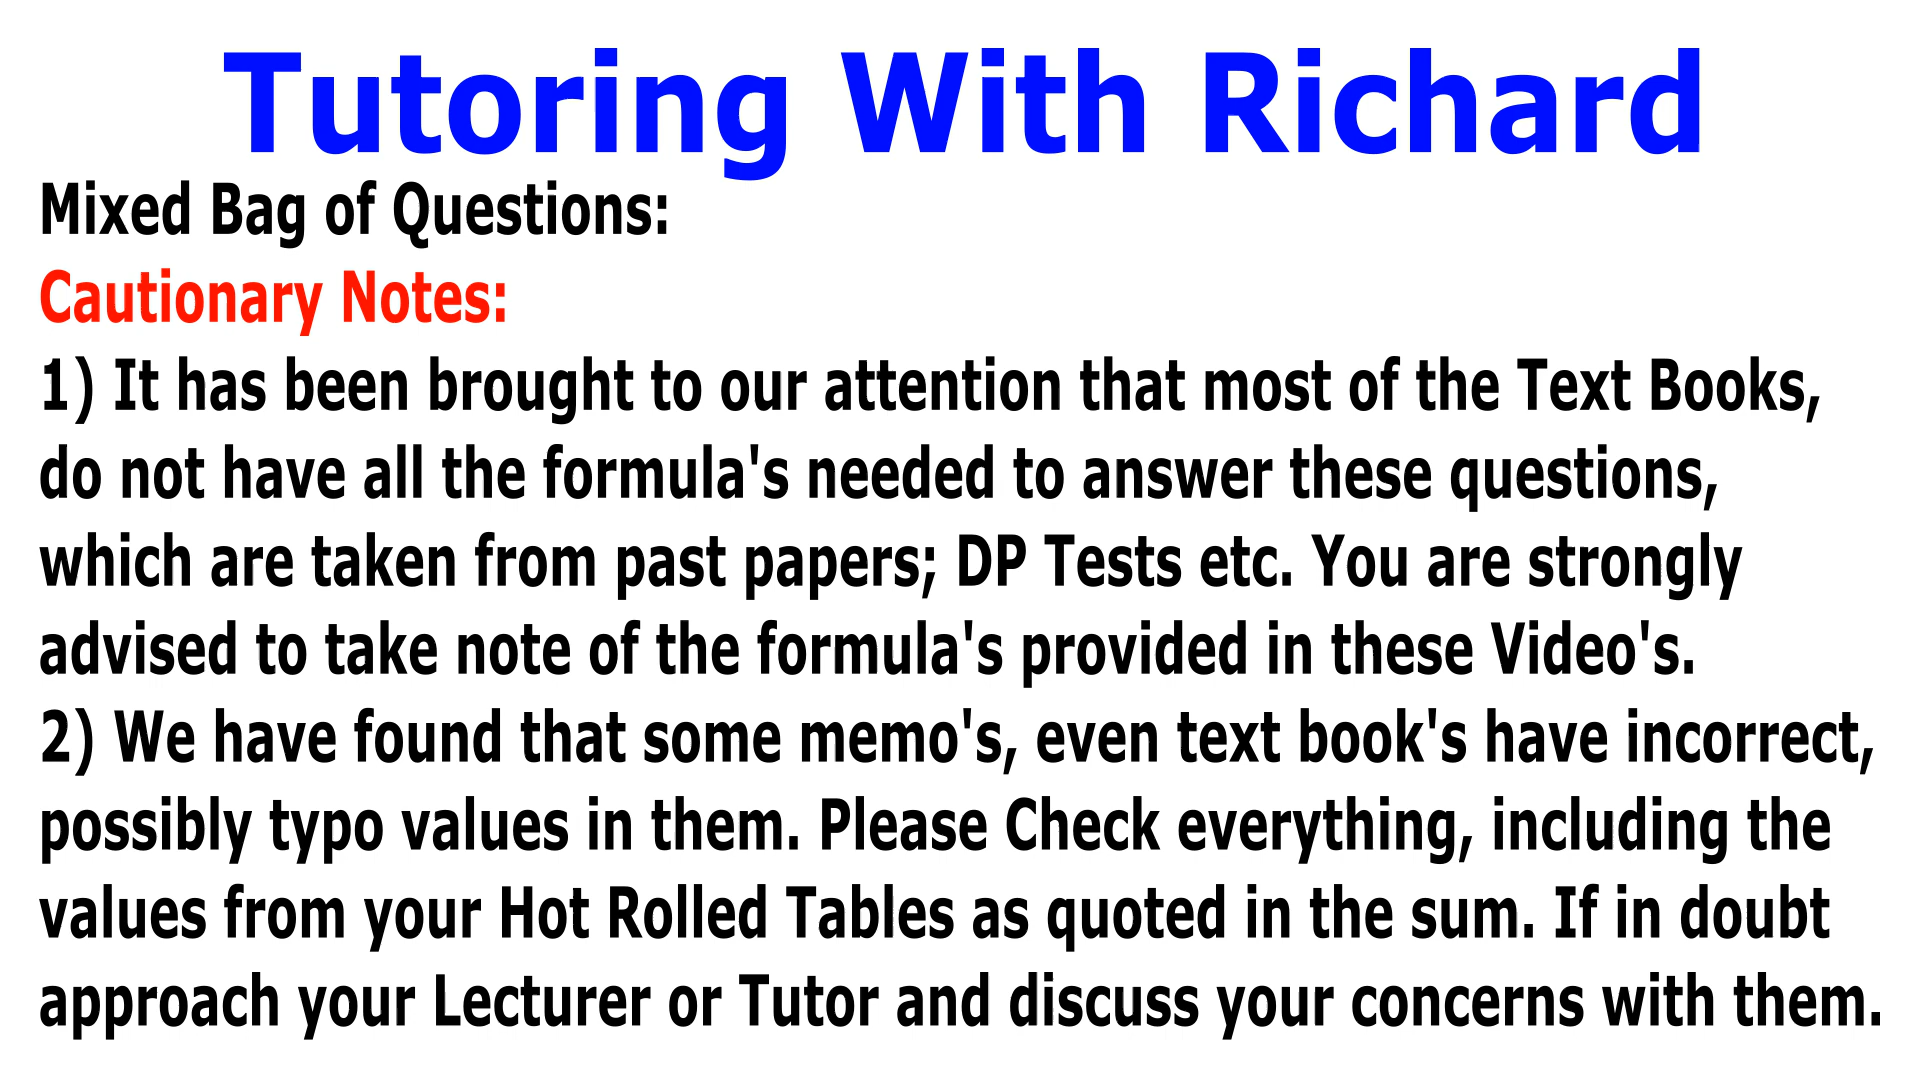 Tutoring With Richard
Mixed Bag of Questions:
Cautionary Notes:
1) It has been brought to our attention that most of the Text Books,
do not have all the formula's needed to answer these questions,
which are taken from past papers; DP Tests etc. You are strongly
advised to take note of the formula's provided in these Video's.
2) We have found that some memo's, even text book's have incorrect,
possibly typo values in them. Please Check everything, including the
values from your Hot Rolled Tables as quoted in the sum. If in doubt
approach your Lecturer or Tutor and discuss your concerns with them.